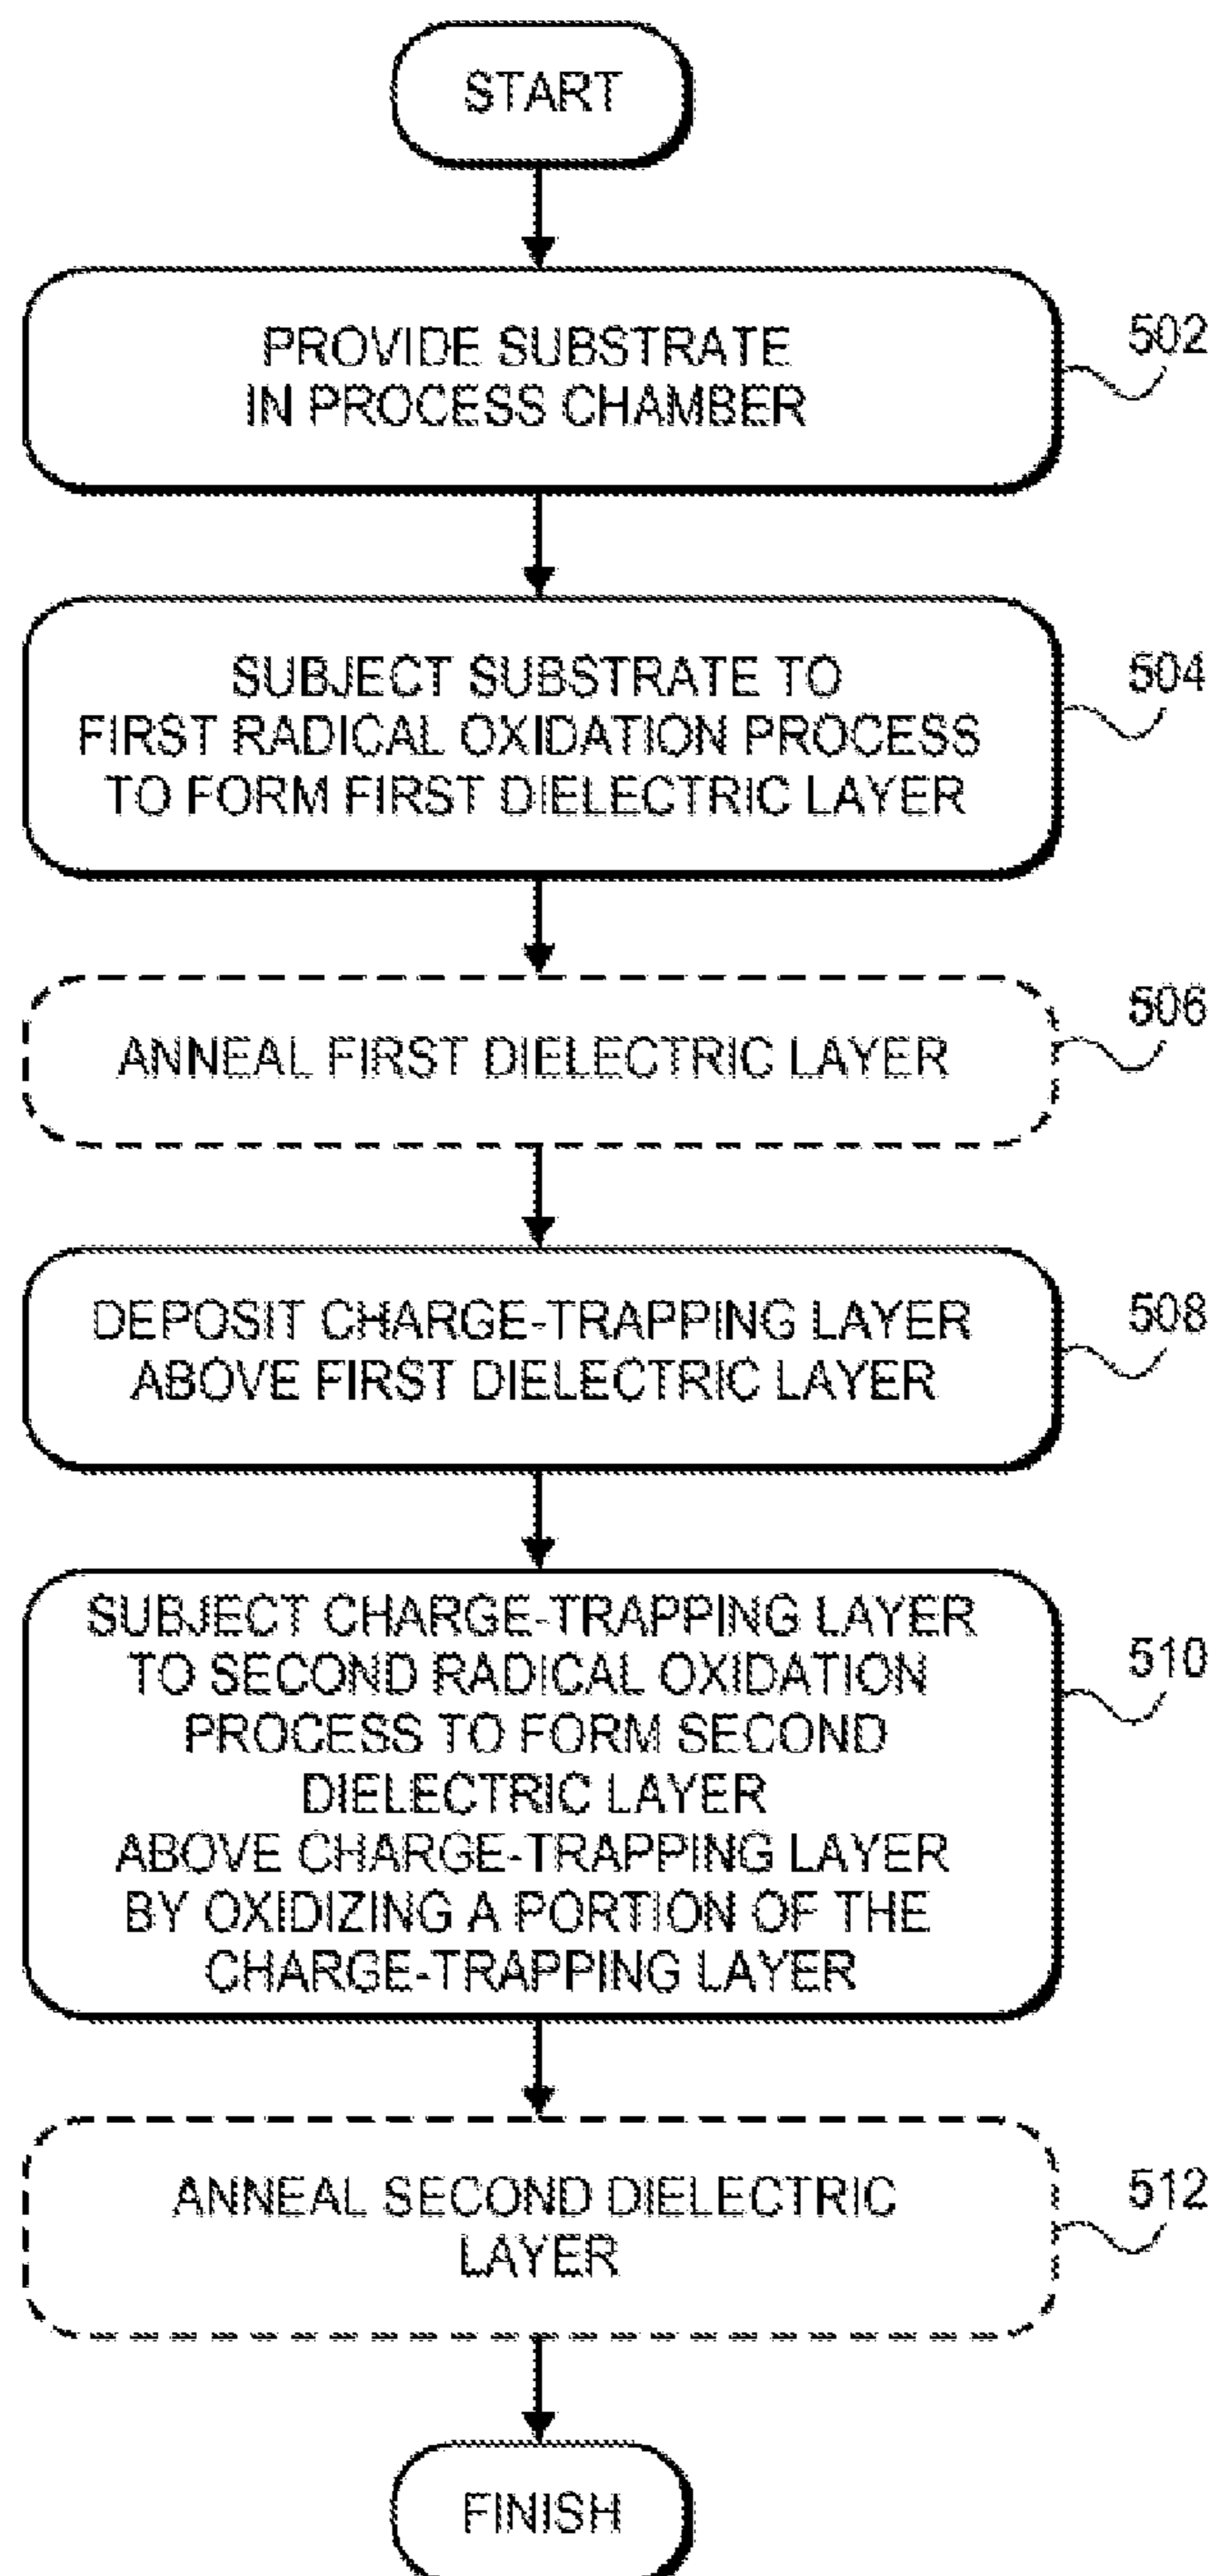 START
PROVIDE SUBSTRATE
IN PROCESS CHAMBER
502
SUBJECT SUBSTRATE TO
FIRST RADICAL OXIDATION PROCESS
TO FORM FIRST DIELECTRIC LAYER
504
ANNEAL FIRST DIELECTRIC LAYER
506
DEPOSIT CHARGE-TRAPPING LAYER
ABOVE FIRST DIELECTRIC LAYER
508
SUBJECT CHARGE-TRAPPING LAYER
TO SECOND RADICAL OXIDATION
PROCESS TO FORM SECOND
DIELECTRIC LAYER
ABOVE CHARGE-TRAPPING LAYER
BY OXIDIZING A PORTION OF THE
CHARGE-TRAPPING LAYER
510
ANNEAL SECOND DIELECTRIC
LAYER
512
FINISH